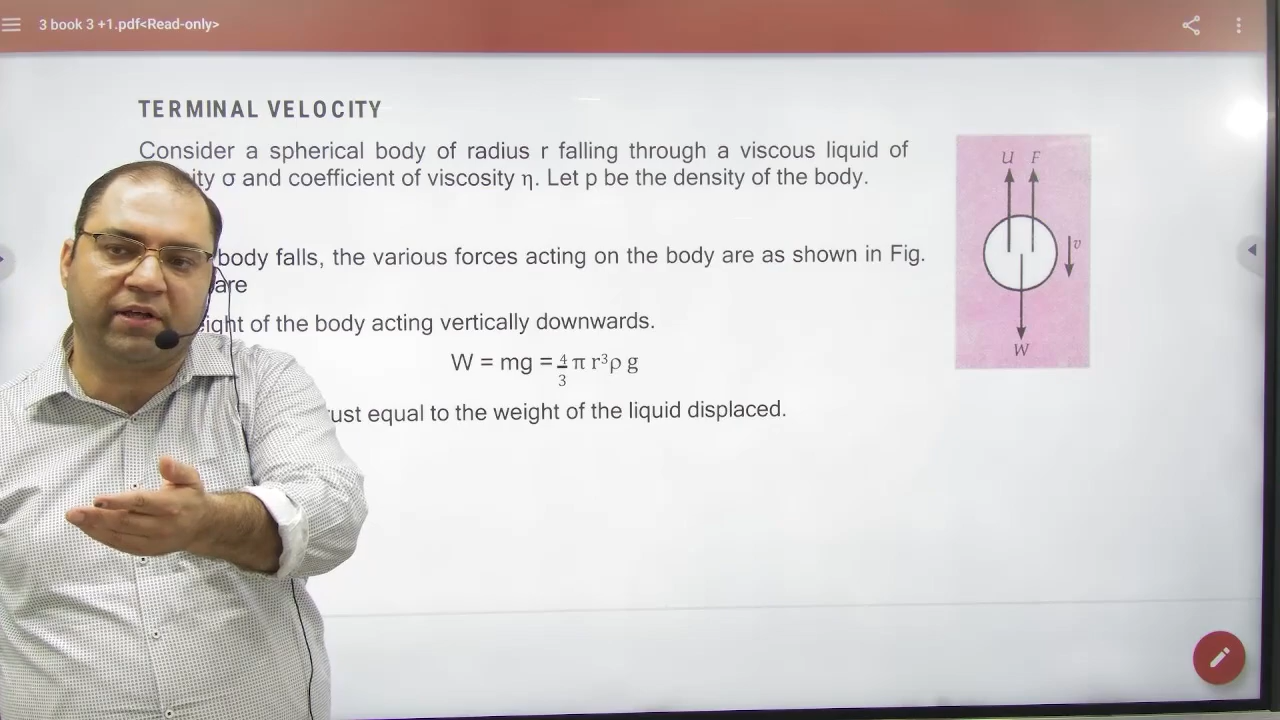 3 book 3 +1.pdf<Read-only>
TERMINAL VELOCITY
Consider a spherical body of radius r falling through a viscous liquid of
ity σ and coefficient of viscosity η. Let p be the density of the body.
body falls, the various forces acting on the body are as shown in Fig.
are
eight of the body acting vertically downwards.
W = mg = 4/3 π r³ρ g
ust equal to the weight of the liquid displaced.
U F
v
W